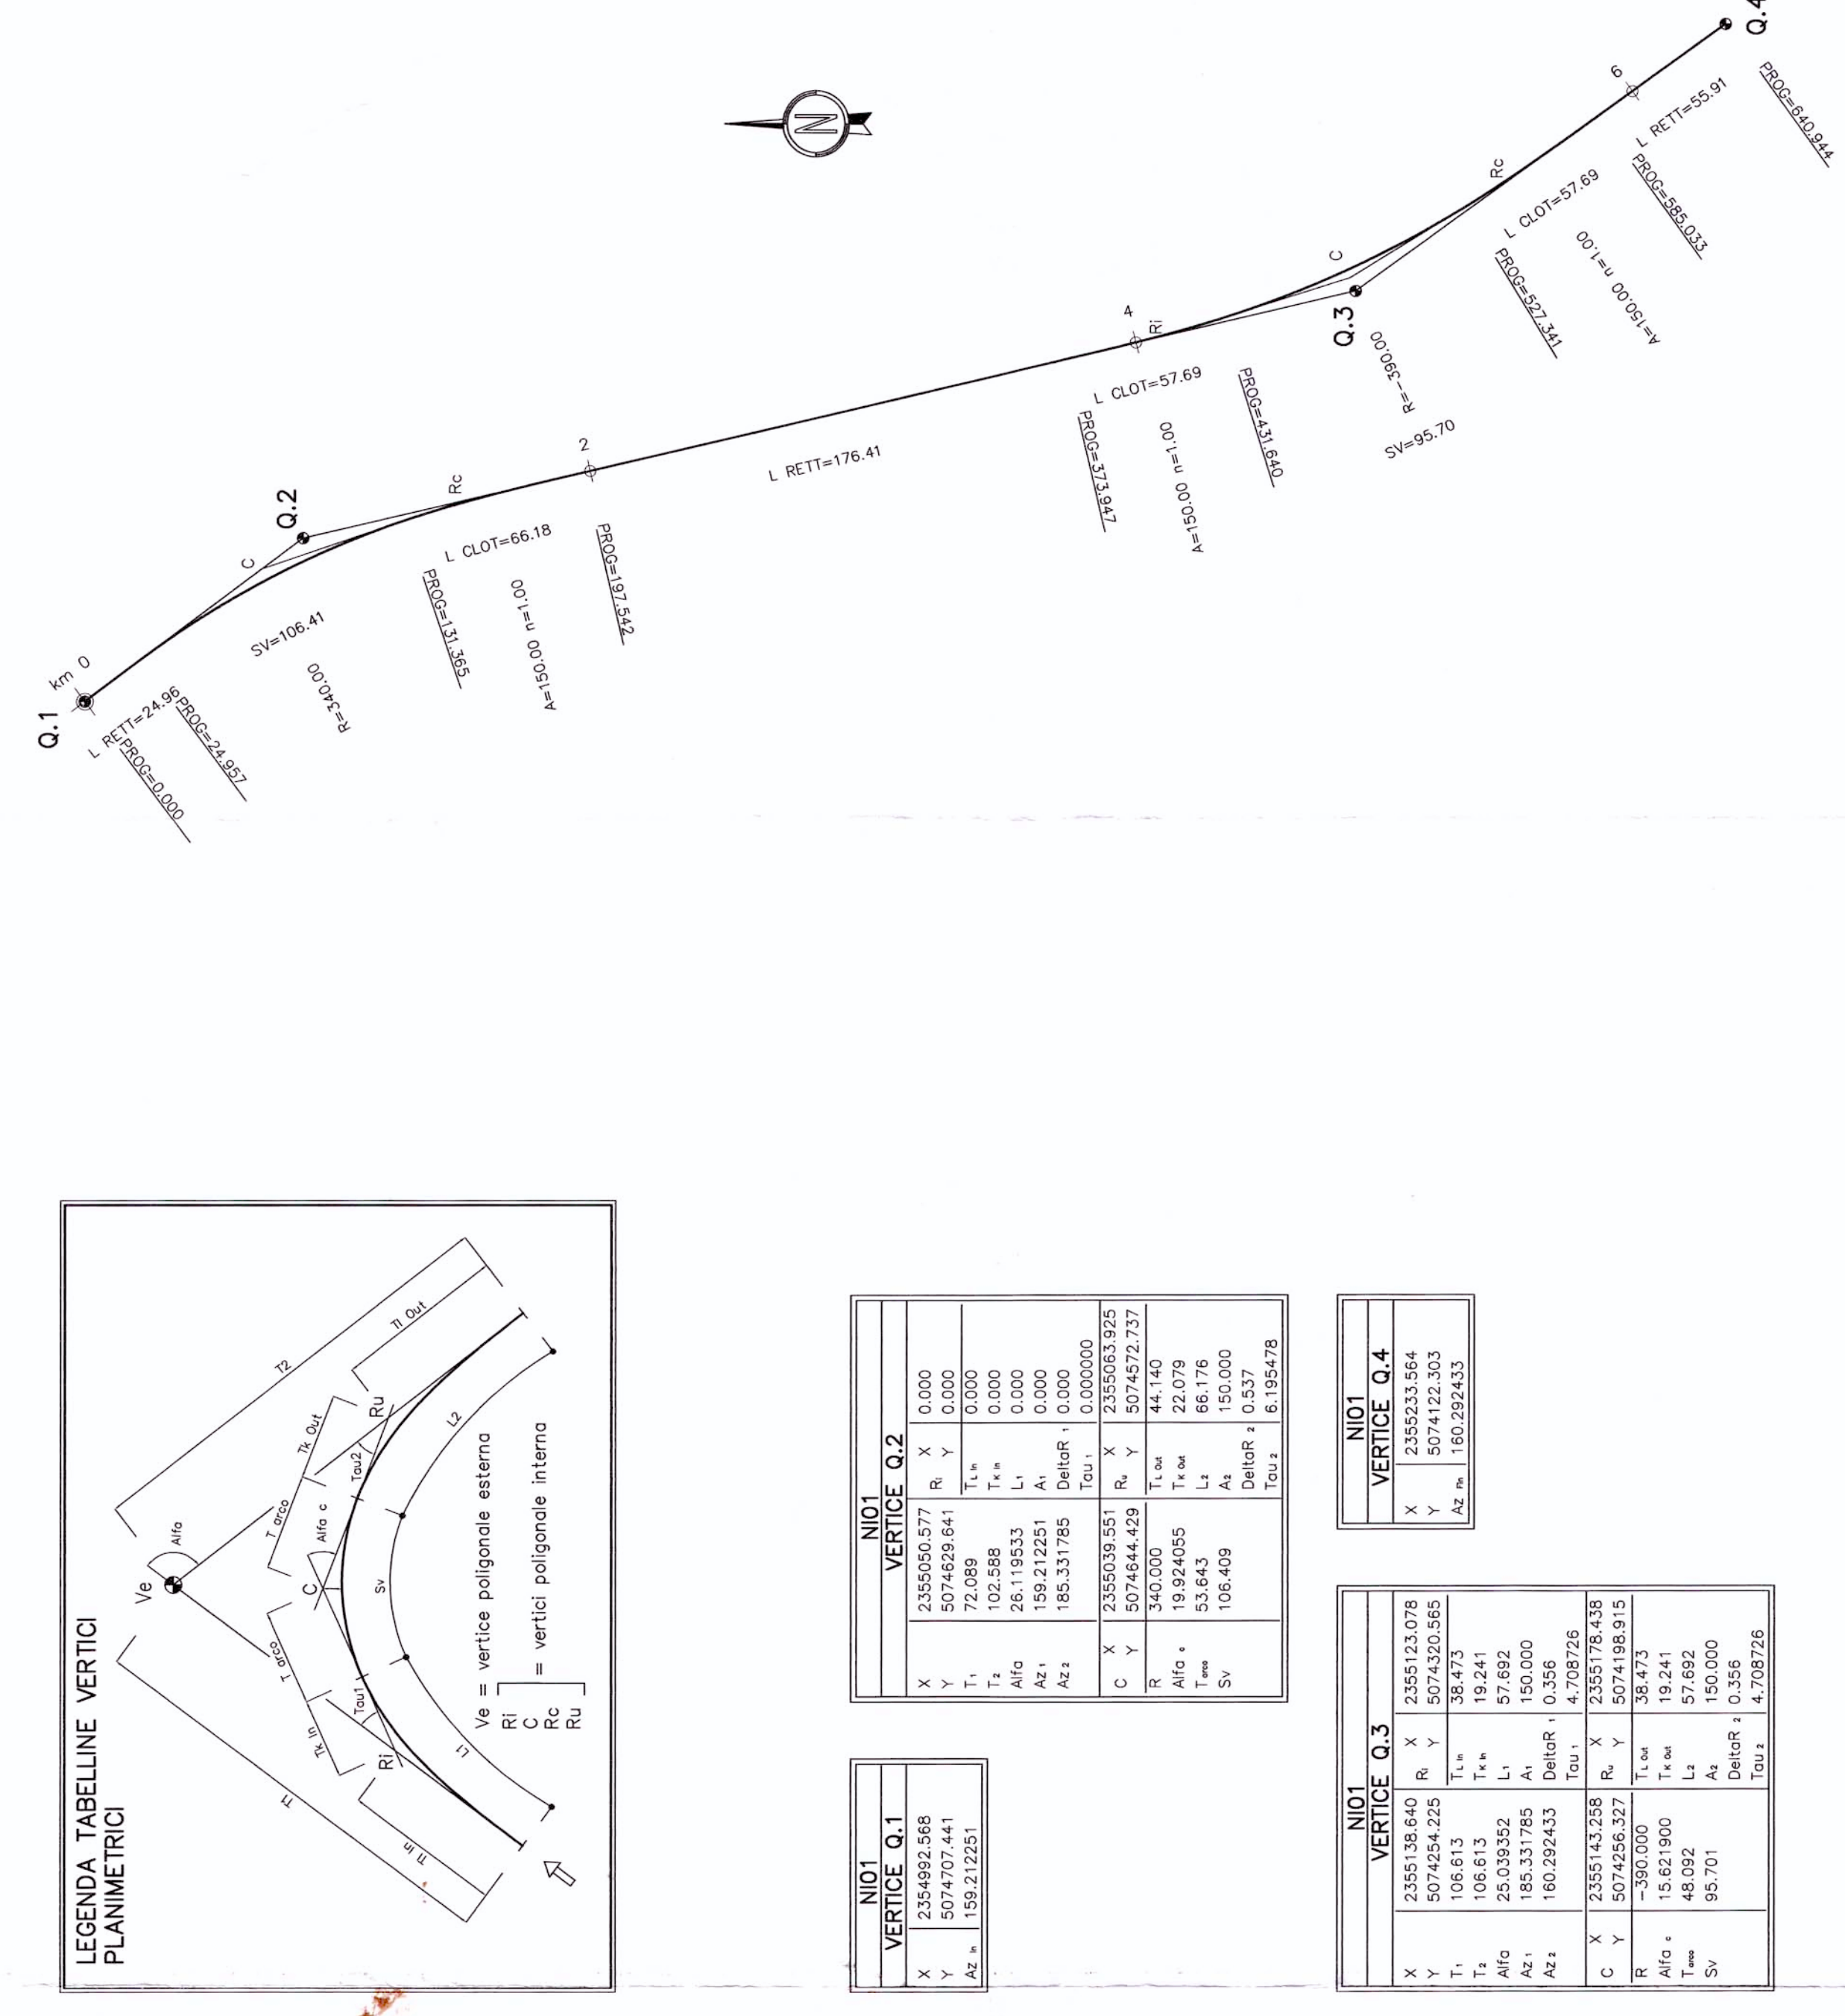 Q.1
km 0
L RETT=24.96
PROG=0.000
PROG=24.957
C
Q.2
SV=106.41
R=340.00
Rc
L CLOT=66.18
PROG=131.365
A=150.00 n=1.00
2
PROG=197.542
L RETT=176.41
N
4
Ri
L CLOT=57.69
PROG=373.947
A=150.00 n=1.00
PROG=431.640
C
Q.3
R=-390.00
SV=95.70
Rc
L CLOT=57.69
PROG=527.341
A=150.00 n=1.00
6
L RETT=55.91
PROG=585.033
PROG=640.944
Q.4
LEGENDA TABELLINE VERTICI
PLANIMETRICI
Ve
Alfa
T1
T2
T arco
T arco
C
Alfa c
Tk In
Tk Out
Tau1
Tau2
Ri
Ru
Tl In
Tl Out
Sv
L1
L2
Ve = vertice poligonale esterna
Ri
C
Rc
Ru
= vertici poligonale interna
NI01
VERTICE Q.1
X 2354992.568
Y 5074707.441
Az In 159.212251
NI01
VERTICE Q.2
X 2355050.577 Ri X 0.000
Y 5074629.641 Y 0.000
T1 72.089 TL In 0.000
T2 102.588 TK In 0.000
Alfa 26.119533 L1 0.000
Az1 159.212251 A1 0.000
Az2 185.331785 DeltaR1 0.000
Tau1 0.000000
C X 2355039.551 Ru X 2355063.925
Y 5074644.429 Y 5074572.737
R 340.000 TL Out 44.140
Alfa c 19.924055 TK Out 22.079
T arco 53.643 L2 66.176
Sv 106.409 A2 150.000
DeltaR2 0.537
Tau2 6.195478
NI01
VERTICE Q.3
X 2355138.640 Ri X 2355123.078
Y 5074254.225 Y 5074320.565
T1 106.613 TL In 38.473
T2 106.613 TK In 19.241
Alfa 25.039352 L1 57.692
Az1 185.331785 A1 150.000
Az2 160.292433 DeltaR1 0.356
Tau1 4.708726
C X 2355143.258 Ru X 2355178.438
Y 5074256.327 Y 5074198.915
R -390.000 TL Out 38.473
Alfa c 15.621900 TK Out 19.241
T arco 48.092 L2 57.692
Sv 95.701 A2 150.000
DeltaR2 0.356
Tau2 4.708726
NI01
VERTICE Q.4
X 2355233.564
Y 5074122.303
Az Fin 160.292433